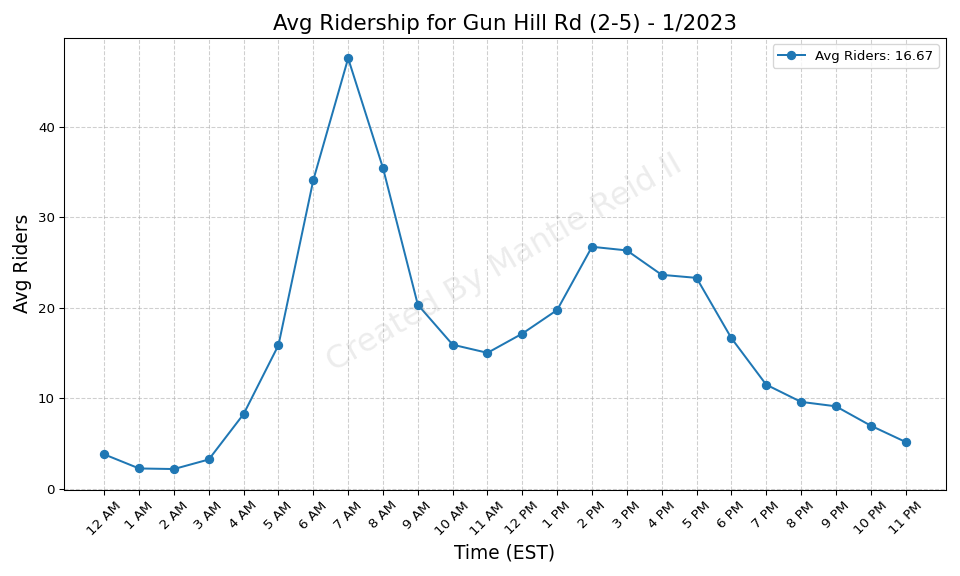 Avg Ridership for Gun Hill Rd (2-5) - 1/2023
Avg Riders: 16.67
Avg Riders
40
30
20
10
0
Created By Mantie Reid II
12 AM
1 AM
2 AM
3 AM
4 AM
5 AM
6 AM
7 AM
8 AM
9 AM
10 AM
11 AM
12 PM
1 PM
2 PM
3 PM
4 PM
5 PM
6 PM
7 PM
8 PM
9 PM
10 PM
11 PM
Time (EST)